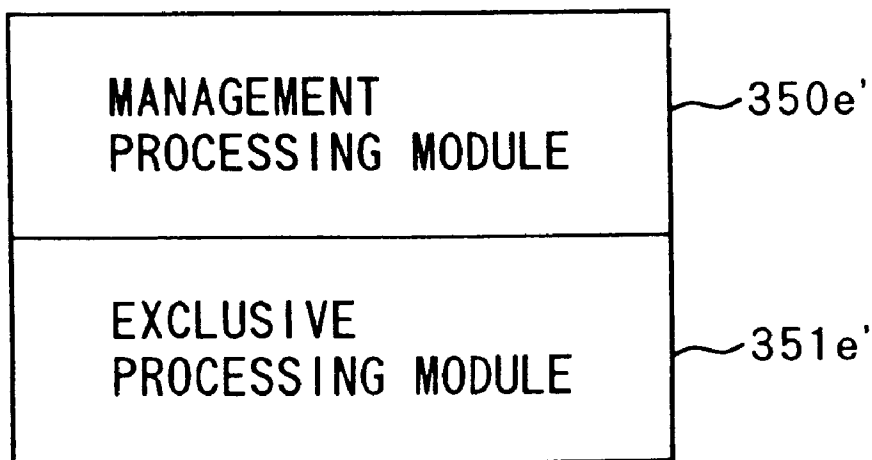 MANAGEMENT
PROCESSING MODULE
350e'
EXCLUSIVE
PROCESSING MODULE
351e'